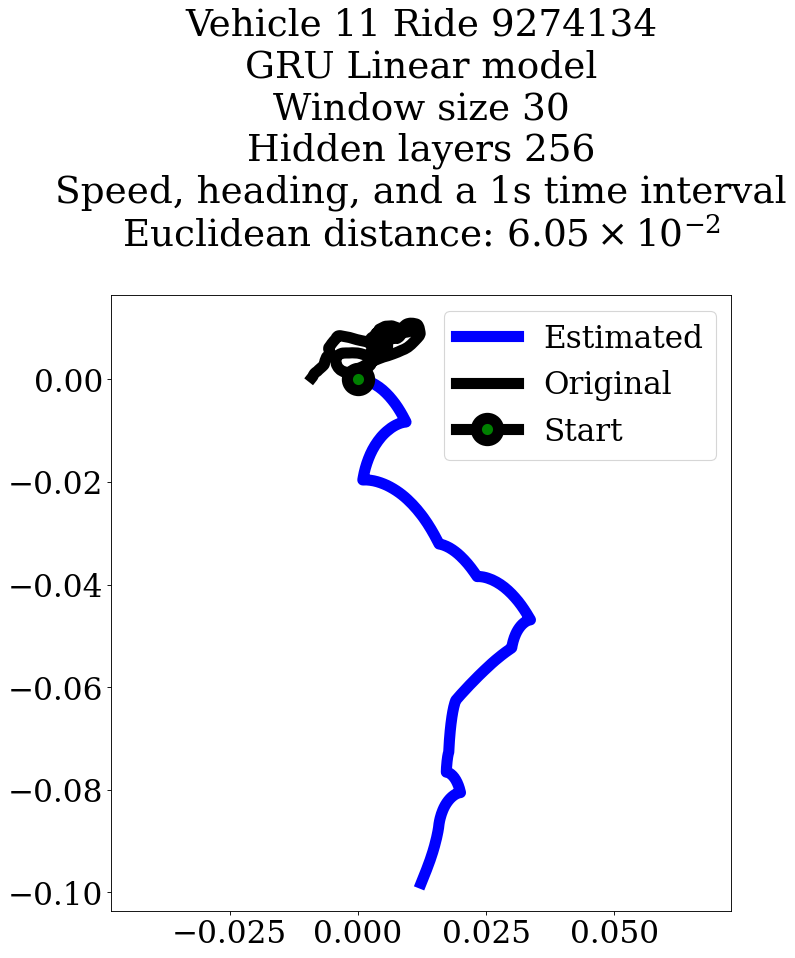 Vehicle 11 Ride 9274134
GRU Linear model
Window size 30
Hidden layers 256
Speed, heading, and a 1s time interval
Euclidean distance: 6.05 × 10⁻²
Estimated
Original
Start
0.00
−0.02
−0.04
−0.06
−0.08
−0.10
−0.025 0.000 0.025 0.050